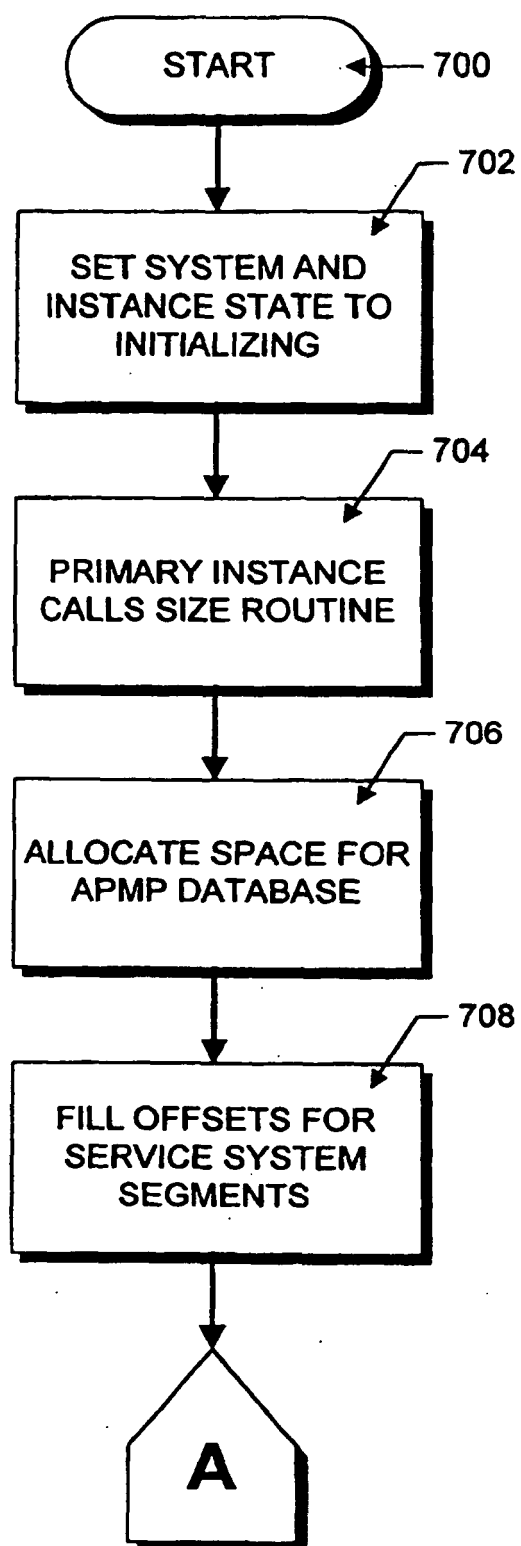 START
700
702
SET SYSTEM AND
INSTANCE STATE TO
INITIALIZING
704
PRIMARY INSTANCE
CALLS SIZE ROUTINE
706
ALLOCATE SPACE FOR
APMP DATABASE
708
FILL OFFSETS FOR
SERVICE SYSTEM
SEGMENTS
A